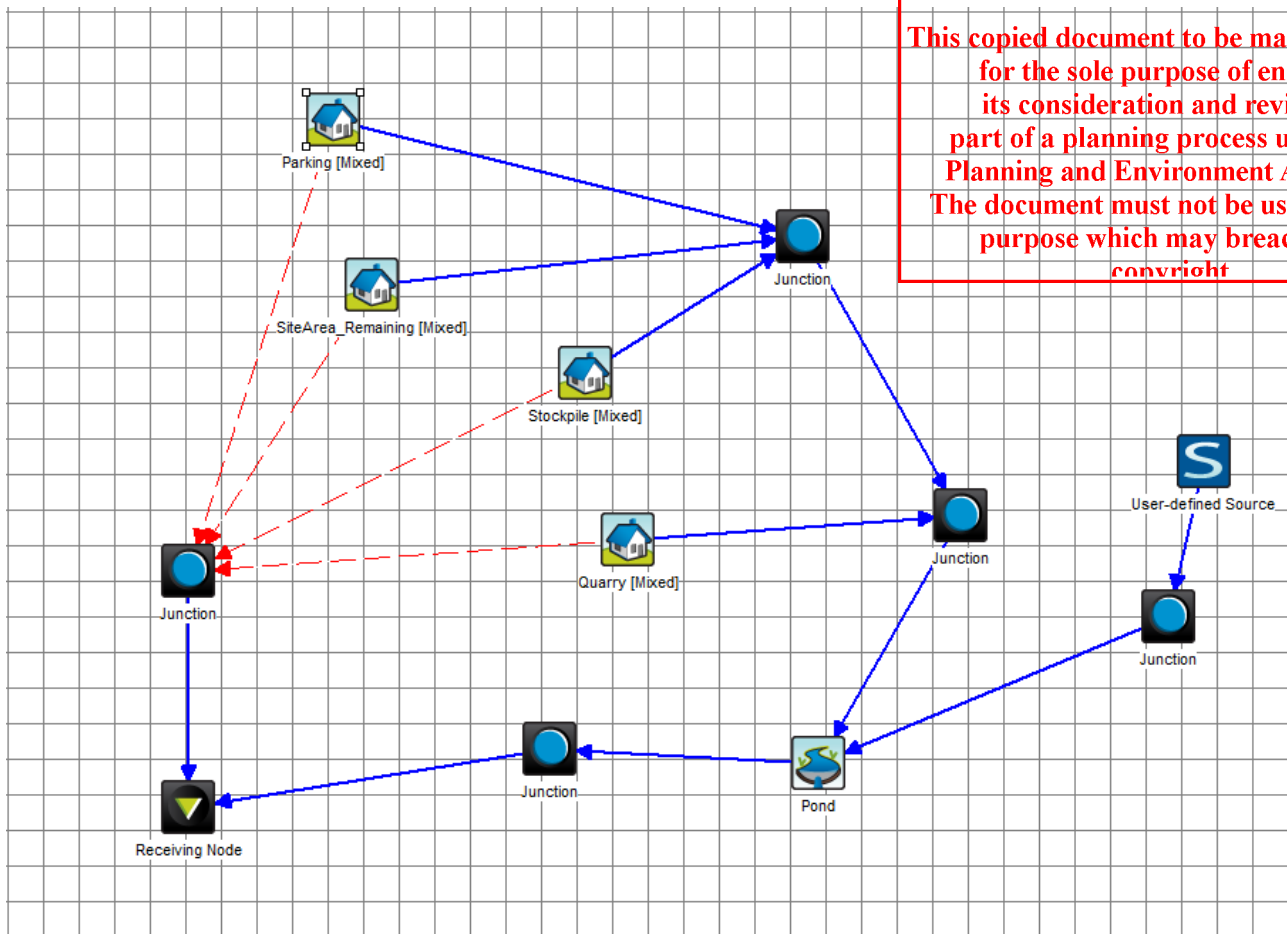 This copied document to be ma
for the sole purpose of en
its consideration and revi
part of a planning process u
Planning and Environment A
The document must not be us
purpose which may breac
copyright
Parking [Mixed]
Junction
SiteArea_Remaining [Mixed]
Stockpile [Mixed]
User-defined Source
Junction
Quarry [Mixed]
Junction
Junction
Junction
Pond
Receiving Node